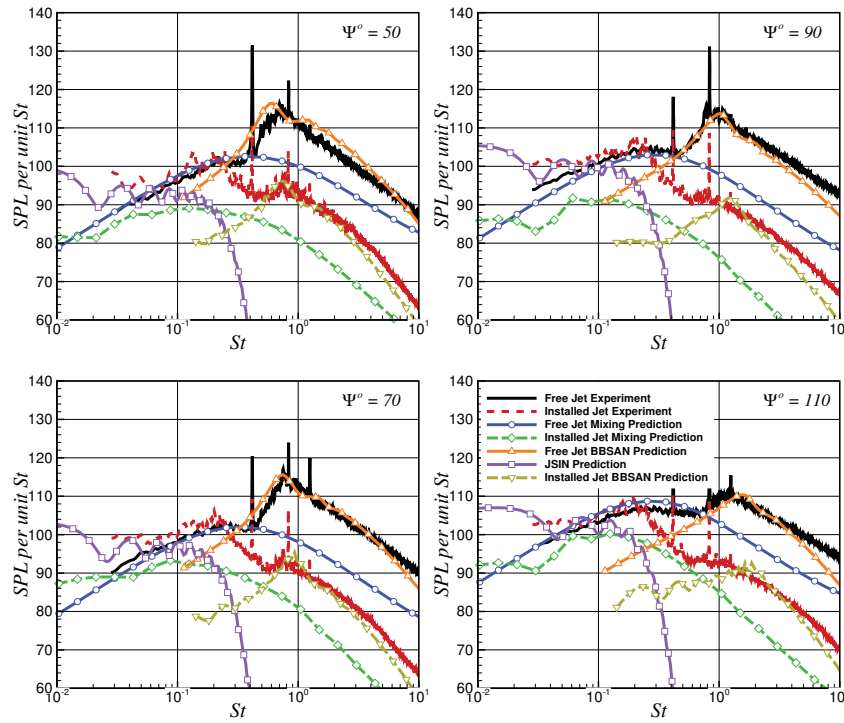 Ψ° = 50
SPL per unit St
140
130
120
110
100
90
80
70
60
10⁻² 10⁻¹ 10⁰ 10¹
St
Ψ° = 90
SPL per unit St
140
130
120
110
100
90
80
70
60
10⁻² 10⁻¹ 10⁰ 10¹
St
Ψ° = 70
SPL per unit St
140
130
120
110
100
90
80
70
60
10⁻² 10⁻¹ 10⁰ 10¹
St
Ψ° = 110
SPL per unit St
140
130
120
110
100
90
80
70
60
10⁻² 10⁻¹ 10⁰ 10¹
St
Free Jet Experiment
Installed Jet Experiment
Free Jet Mixing Prediction
Installed Jet Mixing Prediction
Free Jet BBSAN Prediction
JSIN Prediction
Installed Jet BBSAN Prediction